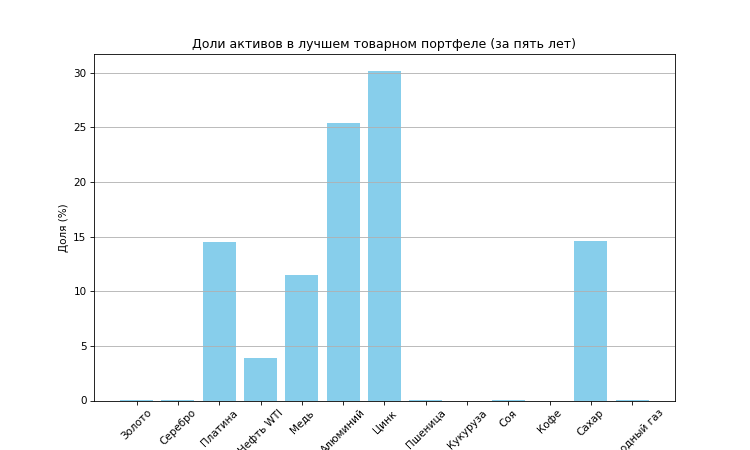 Доли активов в лучшем товарном портфеле (за пять лет)
Доля (%)
30
25
20
15
10
5
0
Золото
Серебро
Платина
Нефть WTI
Медь
Алюминий
Цинк
Пшеница
Кукуруза
Соя
Кофе
Сахар
газ